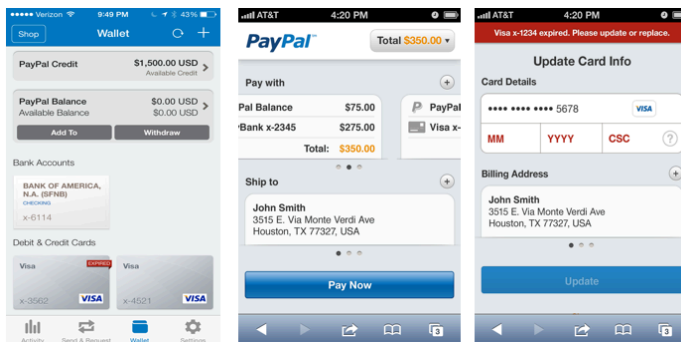 Verizon 9:49 PM 43%
Shop Wallet
PayPal Credit $1,500.00 USD
Available Credit
PayPal Balance $0.00 USD
Available Balance $0.00 USD
Add To Withdraw
Bank Accounts
BANK OF AMERICA,
N.A. (SFNB)
CHECKING
x-6114
Debit & Credit Cards
Visa EXPIRED Visa
x-3562 VISA x-4521 VISA
Activity Send & Request Wallet Settings
AT&T 4:20 PM
PayPal™ Total $350.00
Pay with
Pal Balance $75.00 PayPal
Bank x-2345 $275.00 Visa x-
Total: $350.00
Ship to
John Smith
3515 E. Via Monte Verdi Ave
Houston, TX 77327, USA
Pay Now
3
AT&T 4:20 PM
Visa x-1234 expired. Please update or replace.
Update Card Info
Card Details
•••• •••• •••• 5678 VISA
MM YYYY CSC ?
Billing Address
John Smith
3515 E. Via Monte Verdi Ave
Houston, TX 77327, USA
Update
3